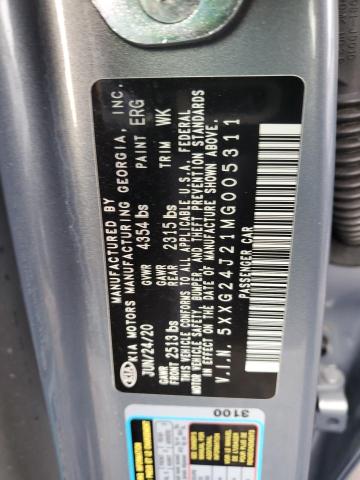 MANUFACTURED BY
KIA KIA MOTORS MANUFACTURING GEORGIA, INC.
JUN/24/20 GVWR 4354 lbs PAINT ERG
GAWR FRONT 2513 lbs GAWR REAR 2315 lbs TRIM WK
THIS VEHICLE CONFORMS TO ALL APPLICABLE U.S.A. FEDERAL
MOTOR VEHICLE SAFETY, BUMPER, AND THEFT PREVENTION STANDARDS
IN EFFECT ON THE DATE OF MANUFACTURE SHOWN ABOVE.
V.I.N. 5XXG24J21MG005311
PASSENGER CAR
3100